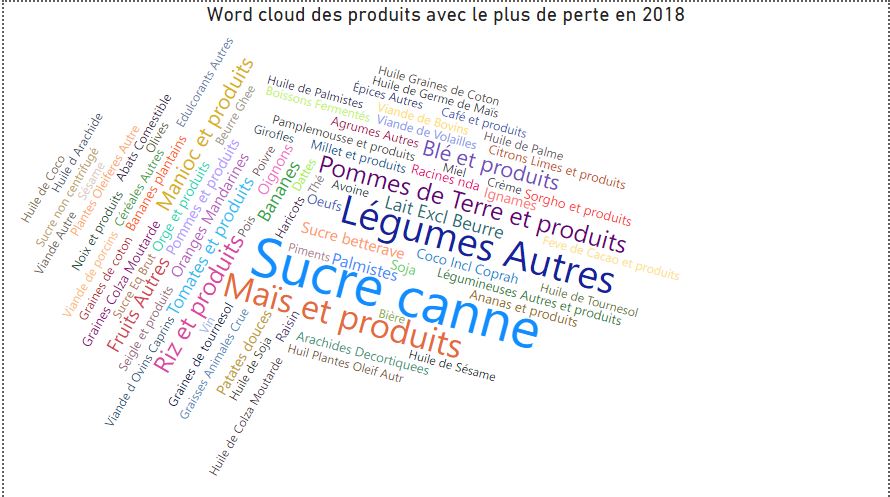 Word cloud des produits avec le plus de perte en 2018
Huile Graines de Coton
Huile de Germe de Maïs
Huile de Palmistes
Épices Autres
Café et produits
Boissons Fermentés
Viande de Bovins
Viande de Volailles
Huile de Palme
Agrumes Autres
Citrons Limes et produits
Pamplemousse et produits
Girofles
Millet et produits
Blé et produits
Miel
Racines nda
Crème
Sorgho et produits
Ignames
Pommes de Terre et produits
Avoine
Lait Excl Beurre
Légumes Autres
Feve de Cacao et produits
Oeufs
Sucre betterave
Coco Incl Coprah
Piments
Palmistes
Soja
Légumineuses Autres et produits
Huile de Tournesol
Ananas et produits
Sucre canne
Maïs et produits
Bière
Arachides Decortiquees
Huile de Sésame
Huil Plantes Oleif Autr
Edulcorants Autres
Manioc et produits
Beurre Ghee
Abats Comestible
Olives
Bananes plantains
Céréales Autres
Plantes Oleiferes Autre
Sésame
Huile d Arachide
Huile de Coco
Sucre non centrifuge
Viande Autre
Noix et produits
Orge et produits
Pommes et produits
Oranges Mandarines
Poivre
Oignons
Dattes
Thé
Bananes
Haricots
Pois
Tomates et produits
Viande de porcins
Graines de coton
Graines Colza Moutarde
Sucre Eq Brut
Fruits Autres
Seigle et produits
Riz et produits
Viande d Ovins Caprins
Vin
Graines de tournesol
Graisses Animales Crue
Patates douces
Raisin
Huile de Soja
Huile de Colza Moutarde